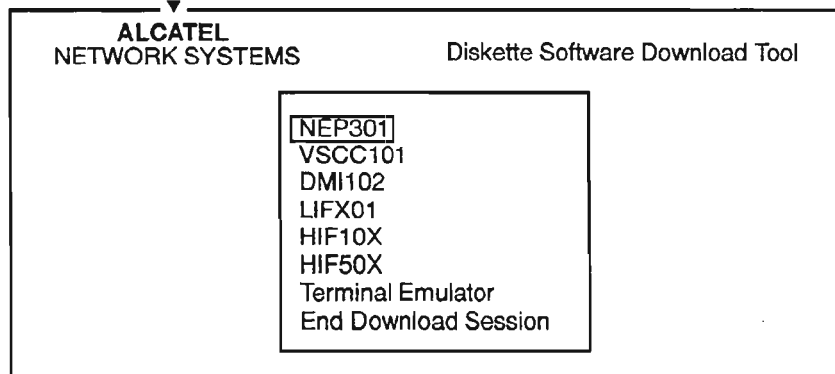 ALCATEL
NETWORK SYSTEMS
Diskette Software Download Tool
NEP301
VSCC101
DMI102
LIFX01
HIF10X
HIF50X
Terminal Emulator
End Download Session